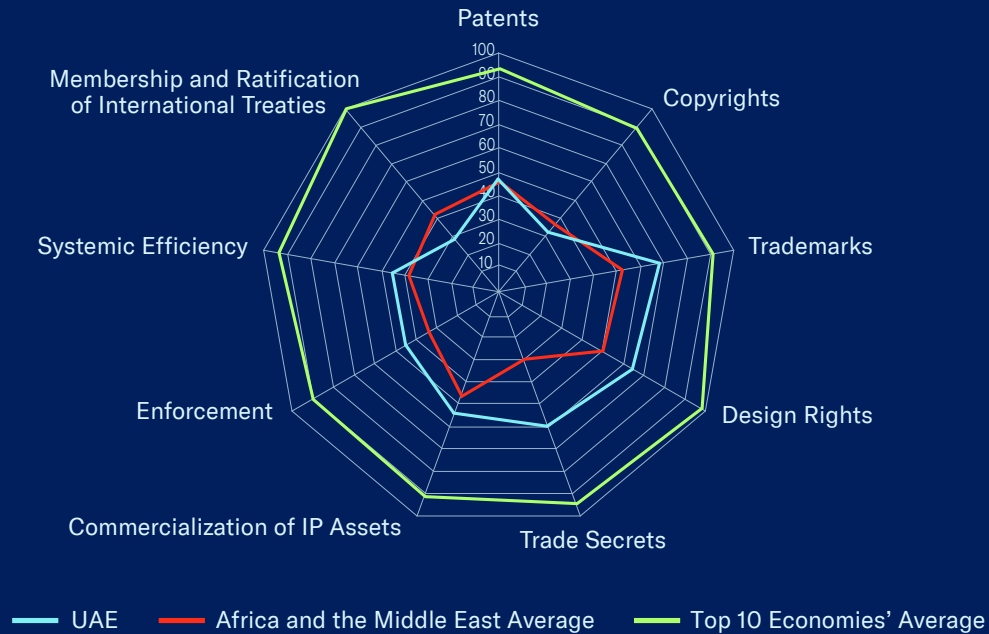 Patents
Membership and Ratification
of International Treaties
Copyrights
100
90
80
70
60
50
40
30
20
10
Systemic Efficiency
Trademarks
Enforcement
Design Rights
Commercialization of IP Assets
Trade Secrets
UAE
Africa and the Middle East Average
Top 10 Economies’ Average